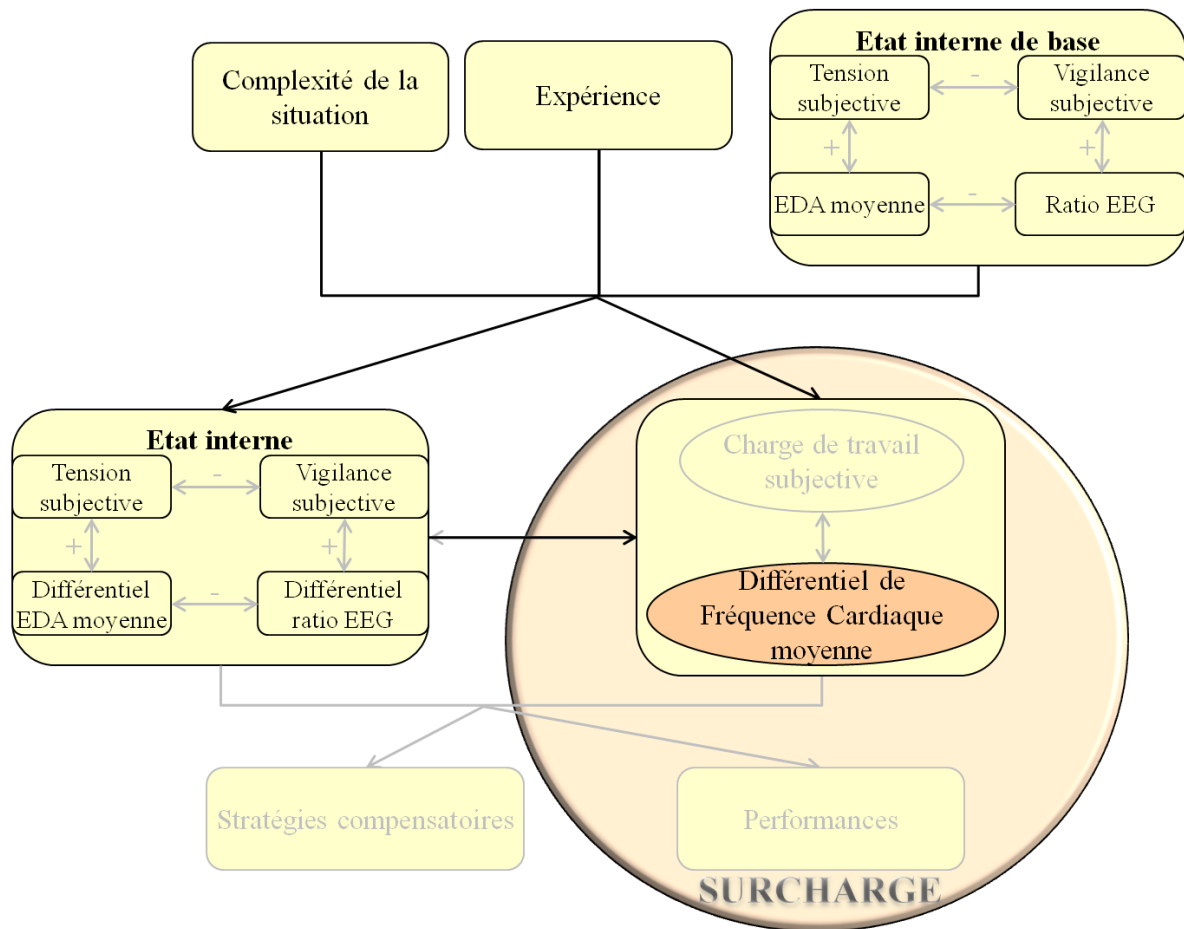 Complexité de la
situation
Expérience
Etat interne de base
Tension
subjective
-
Vigilance
subjective
+
+
EDA moyenne
-
Ratio EEG
Etat interne
Tension
subjective
-
Vigilance
subjective
+
+
Différentiel
EDA moyenne
-
Différentiel
ratio EEG
Charge de travail
subjective
Différentiel de
Fréquence Cardiaque
moyenne
Stratégies compensatoires
Performances
SURCHARGE